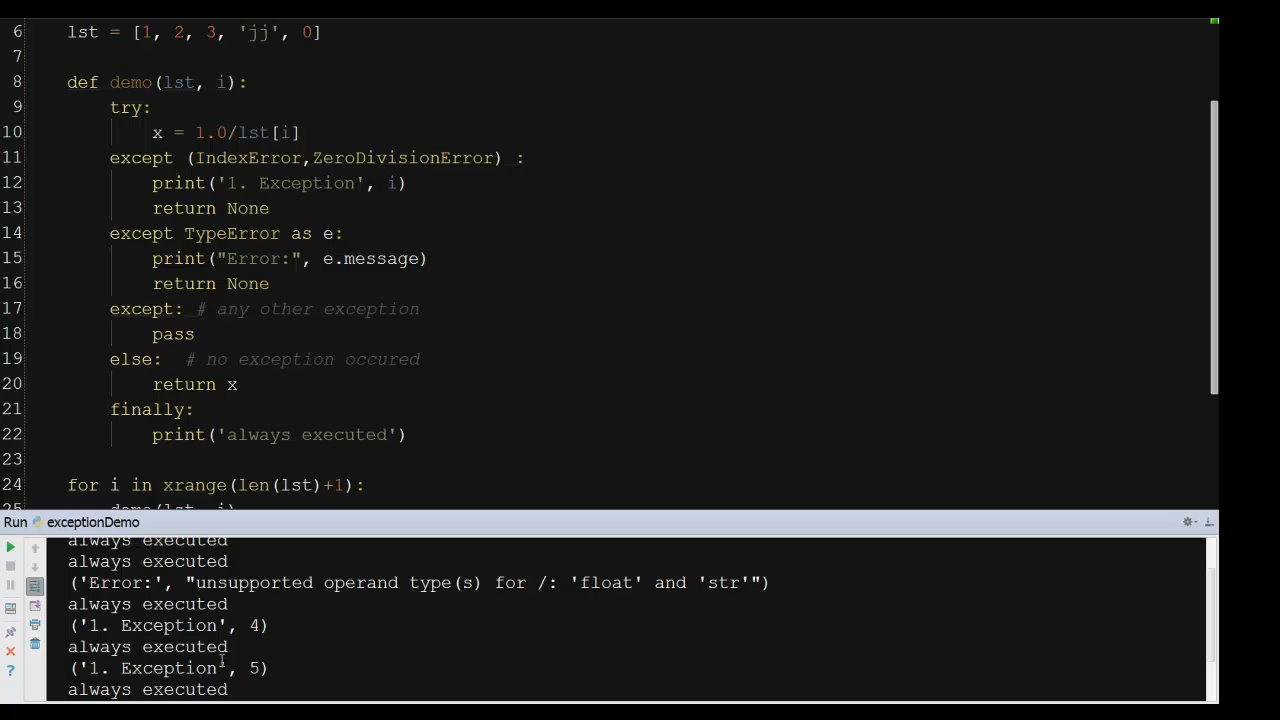 6 lst = [1, 2, 3, 'jj', 0]
7
8 def demo(lst, i):
9 try:
10 x = 1.0/lst[i]
11 except (IndexError,ZeroDivisionError) :
12 print('1. Exception', i)
13 return None
14 except TypeError as e:
15 print("Error:", e.message)
16 return None
17 except: # any other exception
18 pass
19 else: # no exception occured
20 return x
21 finally:
22 print('always executed')
23
24 for i in xrange(len(lst)+1):
25 demo(lst, i)
Run exceptionDemo
always executed
always executed
('Error:', "unsupported operand type(s) for /: 'float' and 'str'")
always executed
('1. Exception', 4)
always executed
('1. Exception', 5)
always executed